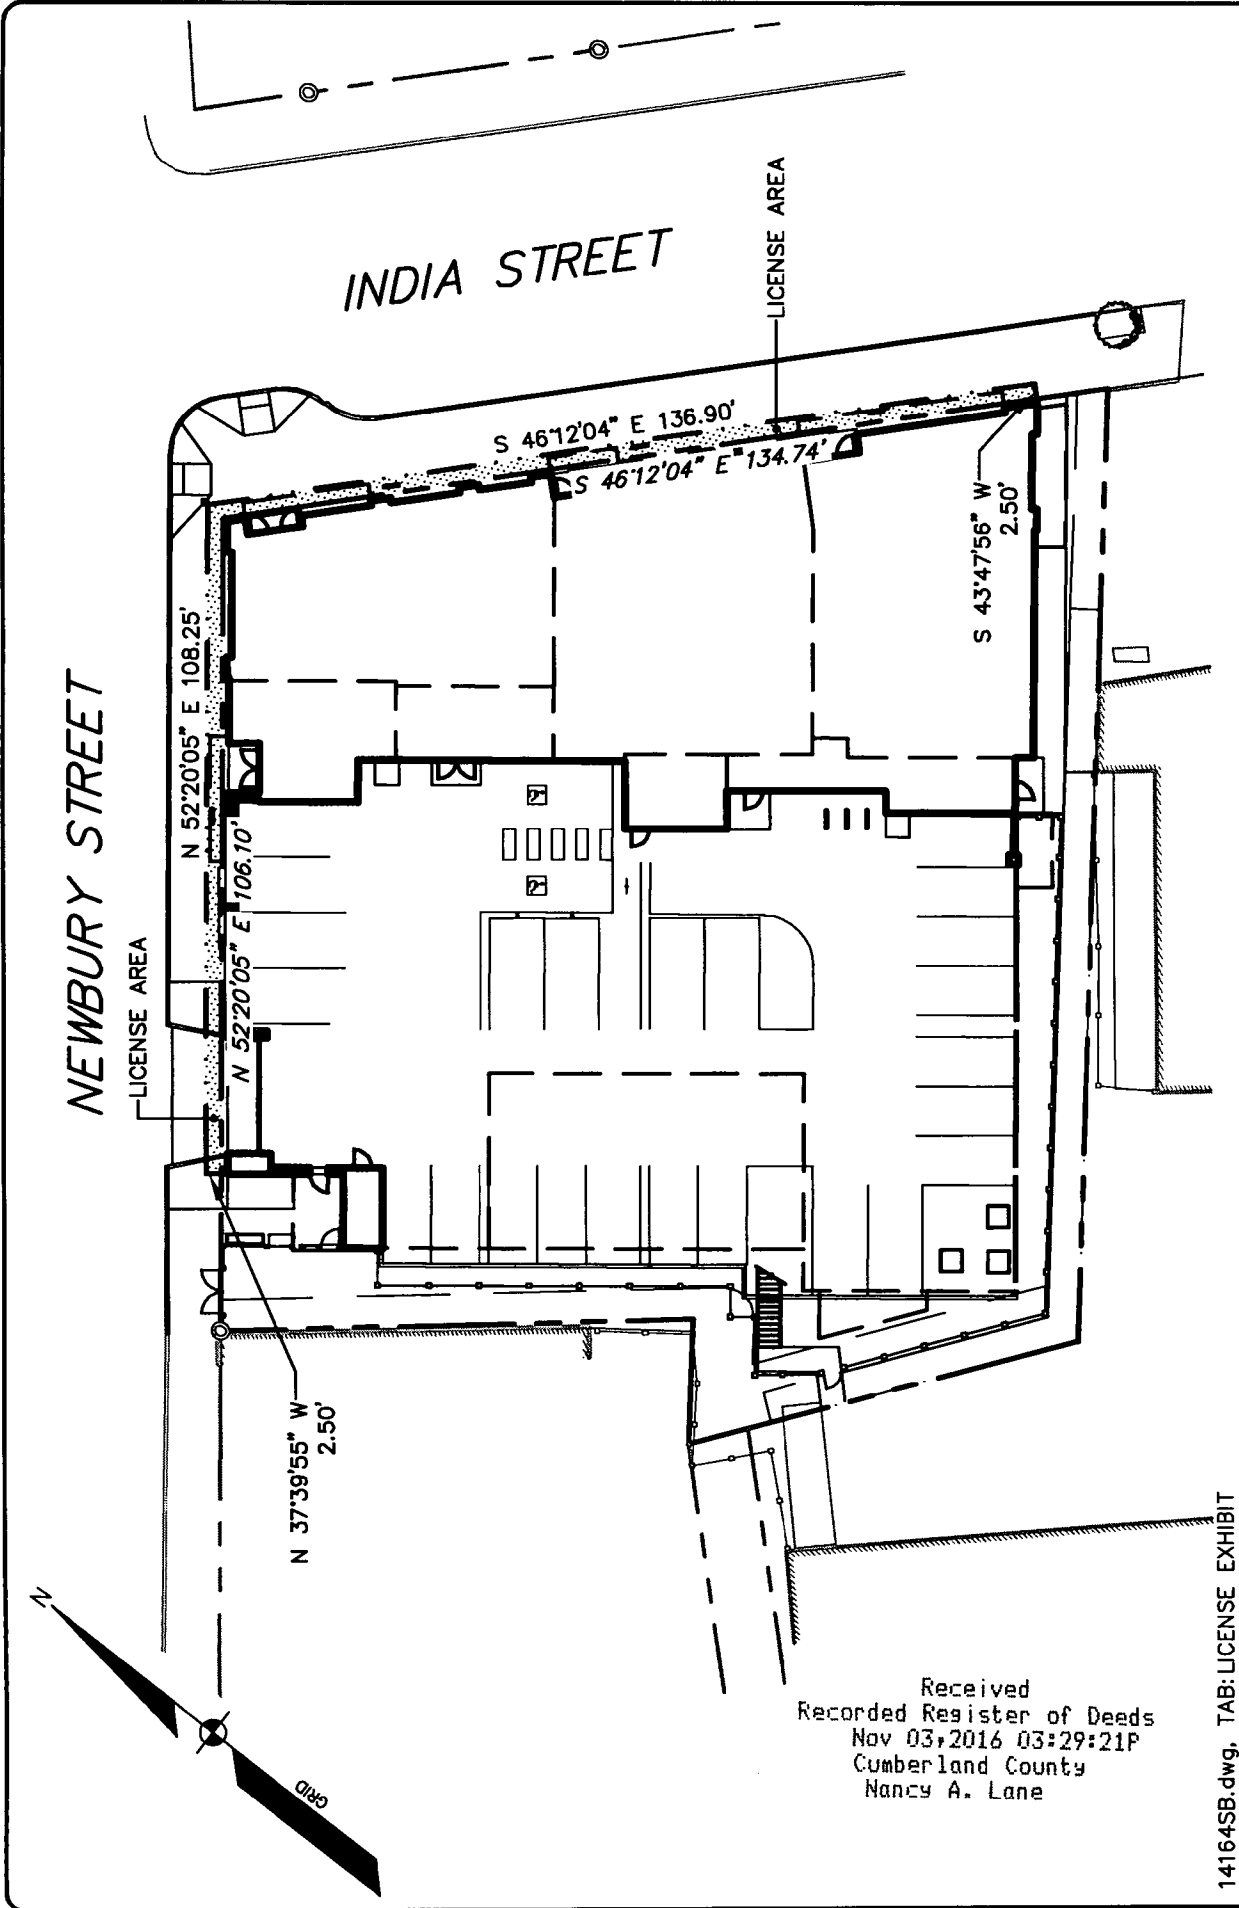 INDIA STREET
LICENSE AREA
S 46°12'04" E 136.90'
S 46°12'04" E 134.74'
S 43°47'56" W
2.50'
NEWBURY STREET
LICENSE AREA
N 52°20'05" E 108.25'
N 52°20'05" E 106.10'
N 37°39'55" W
2.50'
N
GRID
Received
Recorded Register of Deeds
Nov 03,2016 03:29:21P
Cumberland County
Nancy A. Lane
14164SB.dwg, TAB:LICENSE EXHIBIT